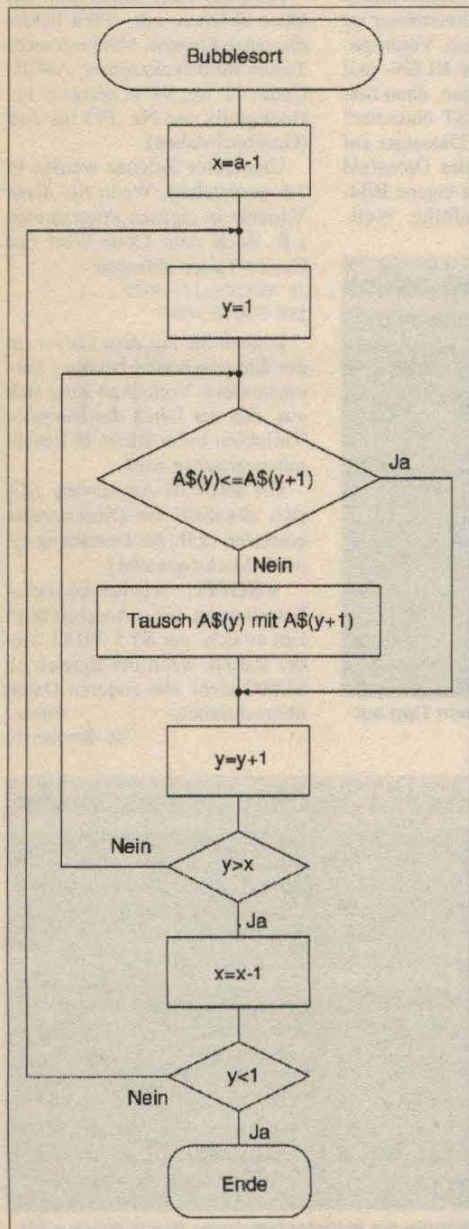 Bubblesort
x=a-1
y=1
A$(y)<=A$(y+1)
Ja
Nein
Tausch A$(y) mit A$(y+1)
y=y+1
Nein
y>x
Ja
x=x-1
y<1
Nein
Ja
Ende